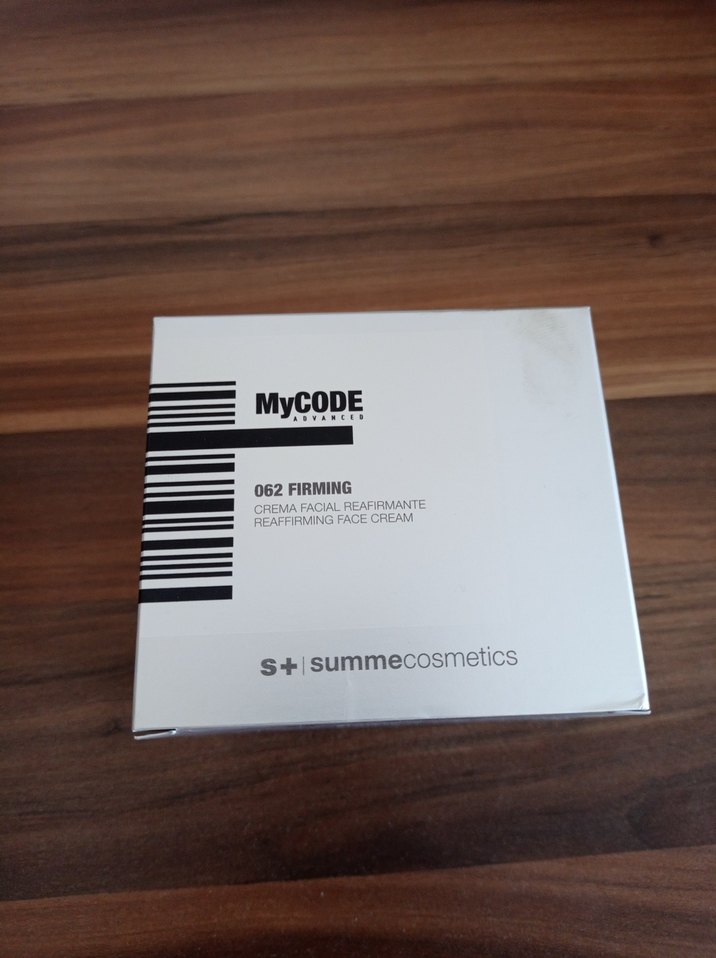 MyCODE
ADVANCED
062 FIRMING
CREMA FACIAL REAFIRMANTE
REAFFIRMING FACE CREAM
s+ | summecosmetics